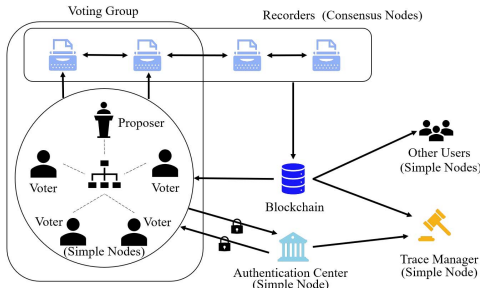 Voting Group
Recorders (Consensus Nodes)
Proposer
Voter
Voter
Voter
Voter
(Simple Nodes)
Blockchain
Other Users
(Simple Nodes)
Authentication Center
(Simple Node)
Trace Manager
(Simple Node)